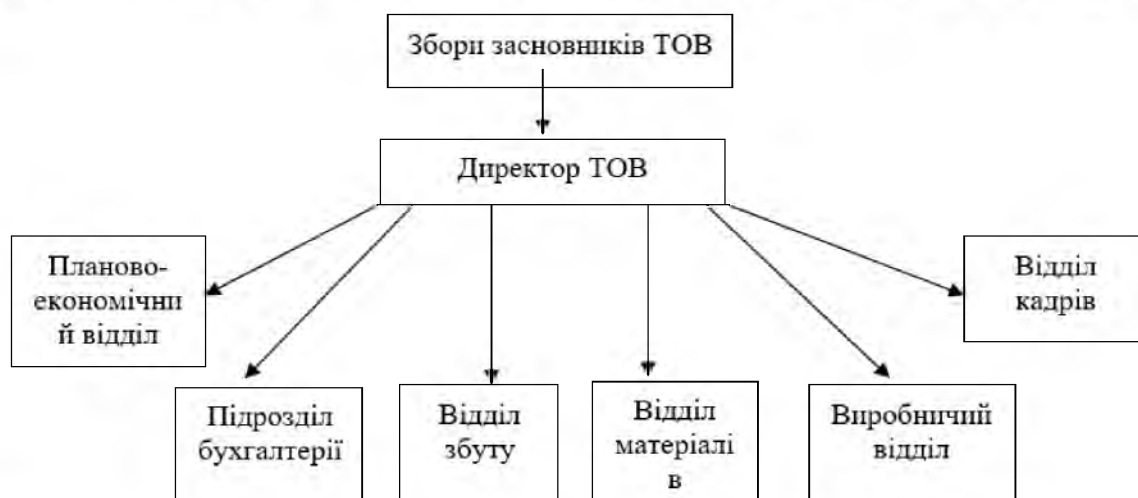 Збори засновників ТОВ
Директор ТОВ
Планово-
економічни
й відділ
Відділ
кадрів
Підрозділ
бухгалтерії
Відділ
збуту
Відділ
матеріалі
в
Виробничий
відділ